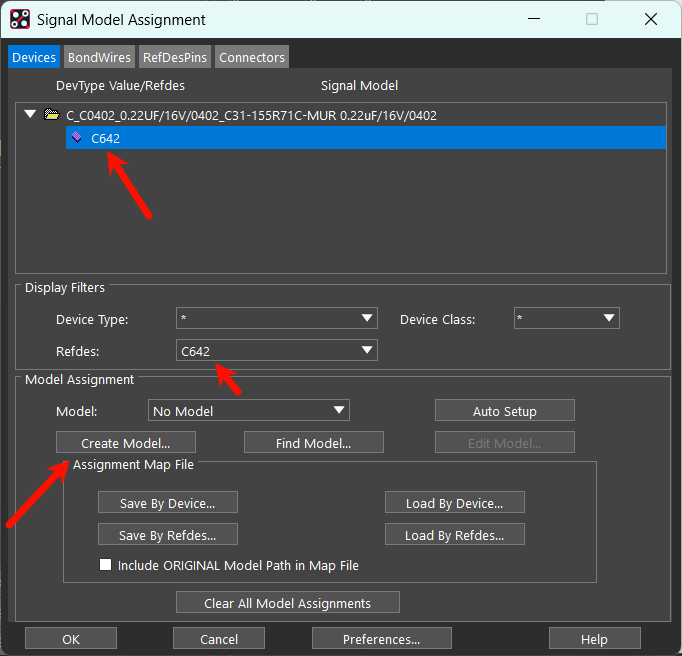 Signal Model Assignment
Devices BondWires RefDesPins Connectors
DevType Value/Refdes Signal Model
C_C0402_0.22UF/16V/0402_C31-155R71C-MUR 0.22uF/16V/0402
C642
Display Filters
Device Type: * Device Class: *
Refdes: C642
Model Assignment
Model: No Model Auto Setup
Create Model... Find Model... Edit Model...
Assignment Map File
Save By Device... Load By Device...
Save By Refdes... Load By Refdes...
Include ORIGINAL Model Path in Map File
Clear All Model Assignments
OK Cancel Preferences... Help